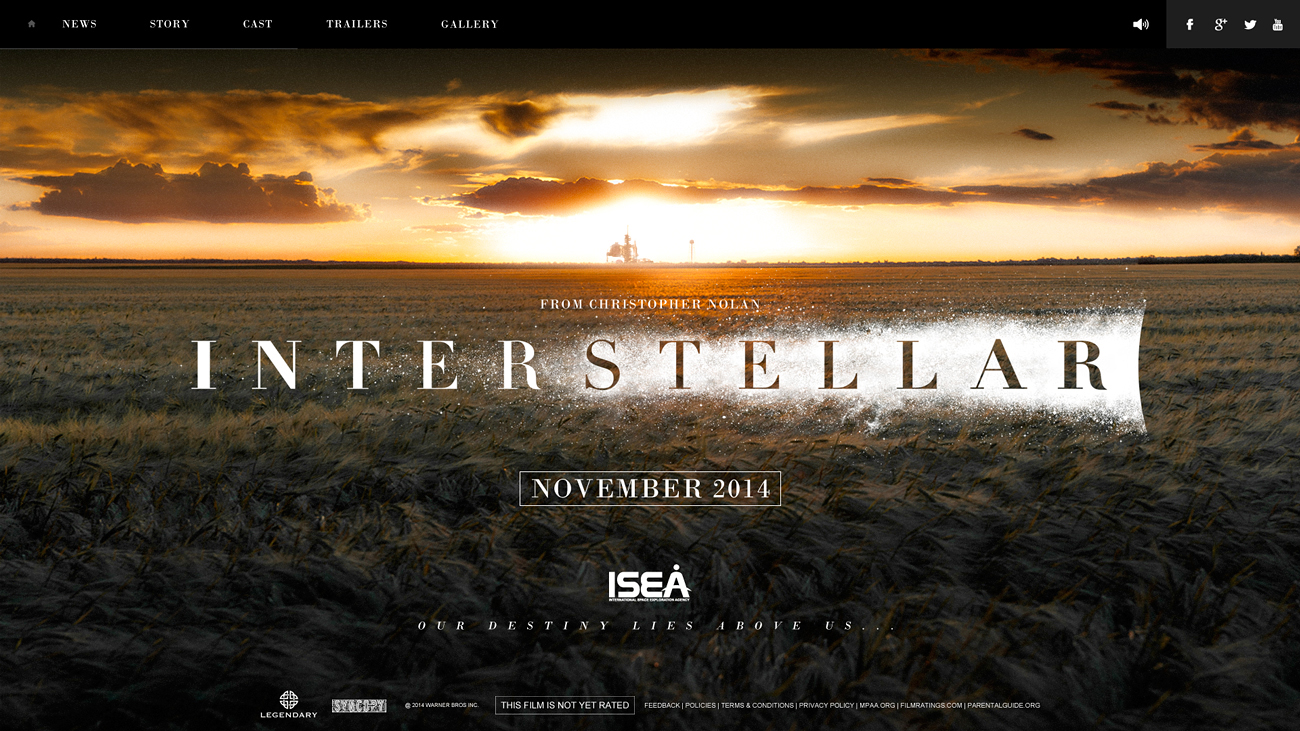 NEWS STORY CAST TRAILERS GALLERY
FROM CHRISTOPHER NOLAN
INTERSTELLAR
NOVEMBER 2014
ISEA
INTERNATIONAL SPACE EXPLORATION AGENCY
OUR DESTINY LIES ABOVE US...
LEGENDARY
SYNCOPY
@ 2014 WARNER BROS INC.
THIS FILM IS NOT YET RATED
FEEDBACK | POLICIES | TERMS & CONDITIONS | PRIVACY POLICY | MPAA.ORG | FILMRATINGS.COM | PARENTALGUIDE.ORG